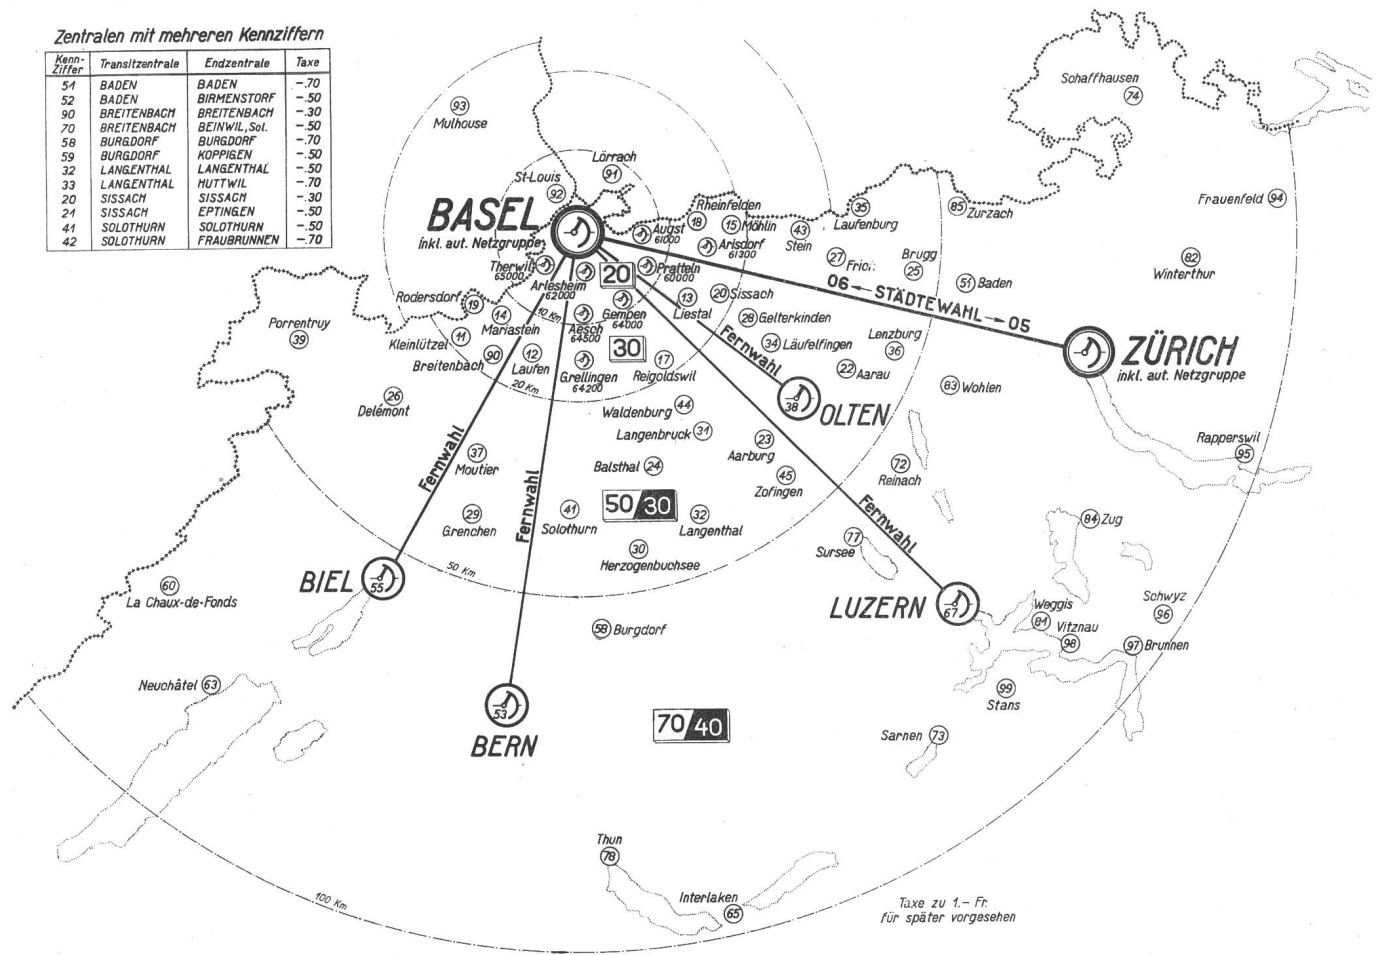 Zentralen mit mehreren Kennziffern
Kenn-Ziffer Transitzentrale Endzentrale Taxe
51 BADEN BADEN -.70
52 BADEN BIRMENSTORF -.50
90 BREITENBACH BREITENBACH -.30
70 BREITENBACH BEINWIL, Sol. -.50
58 BURGDORF BURGDORF -.70
59 BURGDORF KOPPIGEN -.50
32 LANGENTHAL LANGENTHAL -.50
33 LANGENTHAL HUTTWIL -.70
20 SISSACH SISSACH -.30
21 SISSACH EPTINGEN -.50
41 SOLOTHURN SOLOTHURN -.50
42 SOLOTHURN FRAUBRUNNEN -.70
Schaffhausen
74
93
Mulhouse
Lörrach
91
St-Louis
92
BASEL
inkl. aut. Netzgruppe
Augst
61000
Rheinfelden
18
15
Möhlin
Arisdorf
61300
43
Stein
35
Laufenburg
85
Zurzach
Frauenfeld 94
27
Frick
Brugg
25
51 Baden
82
Winterthur
Therwil
65000
Arlesheim
62000
20
Pratteln
60000
06 ← STÄDTEWAHL → 05
Rodersdorf
19
14
Mariastein
10 Km
Aesch
64500
Gempen
64000
13
Liestal
20 Sissach
28 Gelterkinden
Porrentruy
39
Kleinlützel
11
Breitenbach 90
12
Laufen
20 Km
Grellingen
64200
30
17
Reigoldswil
Fernwahl
34 Läufelfingen
22
Aarau
Lenzburg
36
ZÜRICH
inkl. aut. Netzgruppe
83 Wohlen
38 OLTEN
26
Delémont
Waldenburg 44
Langenbruck 31
23
Aarburg
Rapperswil
95
Fernwahl
37
Moutier
Fernwahl
Balsthal 24
45
Zofingen
72
Reinach
50/30
29
Grenchen
41
Solothurn
32
Langenthal
Fernwahl
84 Zug
77
Sursee
30
Herzogenbuchsee
50 Km
BIEL 55
60
La Chaux-de-Fonds
LUZERN 67
Weggis
81
Vitznau
98
Schwyz
96
97 Brunnen
58 Burgdorf
Neuchâtel 63
99
Stans
53
BERN
70/40
Sarnen 73
Thun
78
Interlaken
65
100 Km
Taxe zu 1.- Fr.
für später vorgesehen